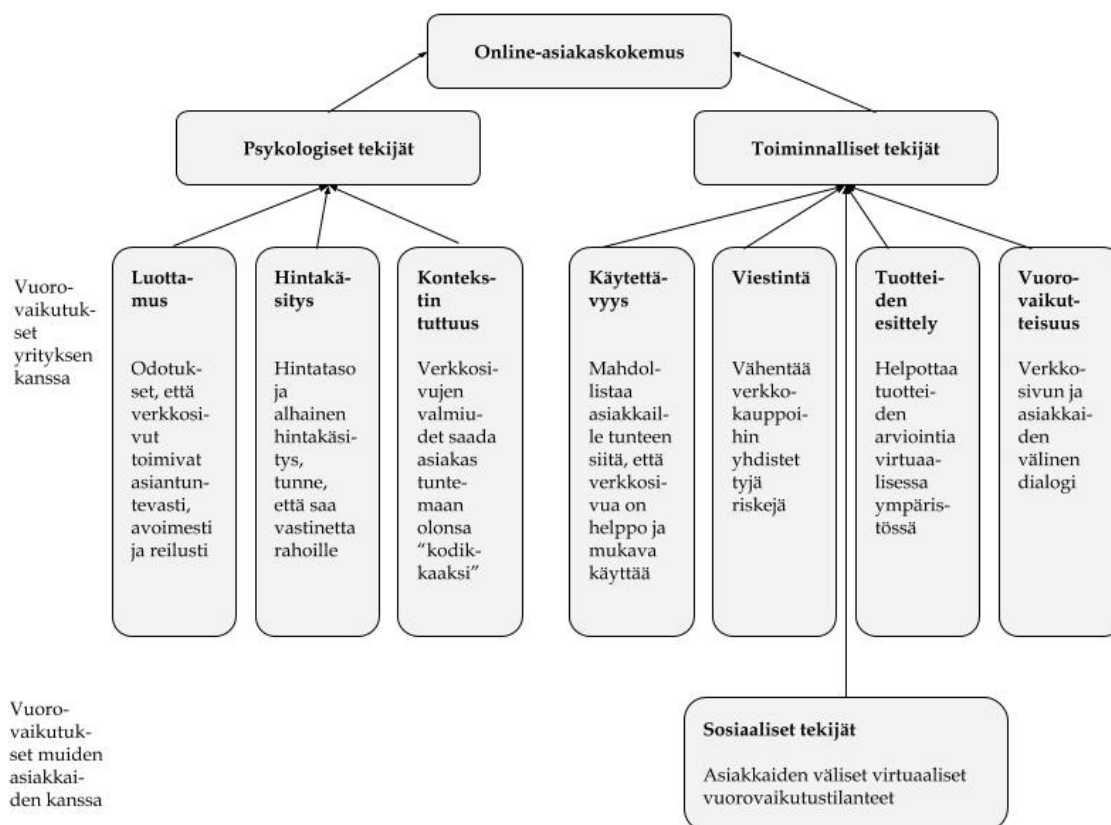 Online-asiakaskokemus
Psykologiset tekijät
Toiminnalliset tekijät
Vuoro-
vaikutuk-
set
yrityksen
kanssa
Luotta-
mus
Odotuk-
set, että
verkkosi-
vut
toimivat
asiantun-
tevasti,
avoimesti
ja reilusti
Hintakä-
sitys
Hintataso
ja
alhainen
hintakäsi-
tys,
tunne,
että saa
vastinetta
rahoille
Konteks-
tin
tuttuus
Verkkosi-
vujen
valmiu-
det saada
asiakas
tunte-
maan
olonsa
“kodik-
kaaksi”
Käytettä-
vyys
Mahdol-
listaa
asiakkail-
le tunteen
siitä, että
verkkosi-
vua on
helppo ja
mukava
käyttää
Viestintä
Vähentää
verkko-
kauppoi-
hin
yhdistet
tyjä
riskejä
Tuottei-
den
esittely
Helpottaa
tuottei-
den
arviointia
virtuaa-
lisessa
ympäris-
tössä
Vuoro-
vaikut-
teisuus
Verkko-
sivun ja
asiakkai-
den
välinen
dialogi
Vuoro-
vaikutuk-
set muiden
asiakkai-
den kanssa
Sosiaaliset tekijät
Asiakkaiden väliset virtuaaliset
vuorovaikutustilanteet